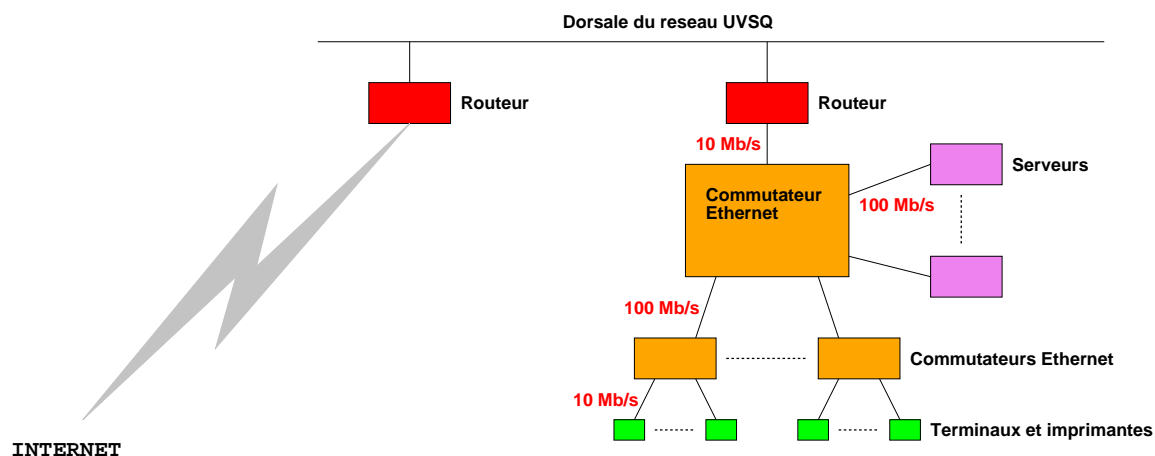 Dorsale du reseau UVSQ
Routeur
Routeur
10 Mb/s
Serveurs
Commutateur
Ethernet
100 Mb/s
100 Mb/s
Commutateurs Ethernet
10 Mb/s
Terminaux et imprimantes
INTERNET